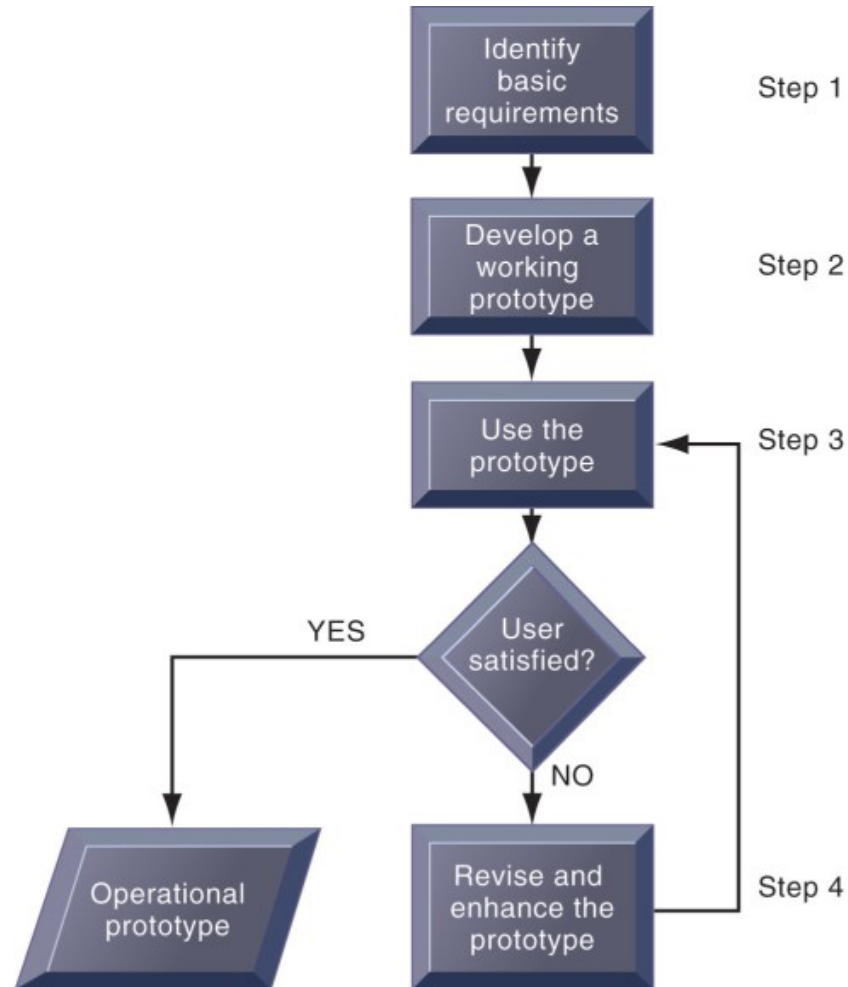 Identify
basic
requirements
Step 1
Develop a
working
prototype
Step 2
Use the
prototype
Step 3
User
satisfied?
YES
NO
Operational
prototype
Revise and
enhance the
prototype
Step 4